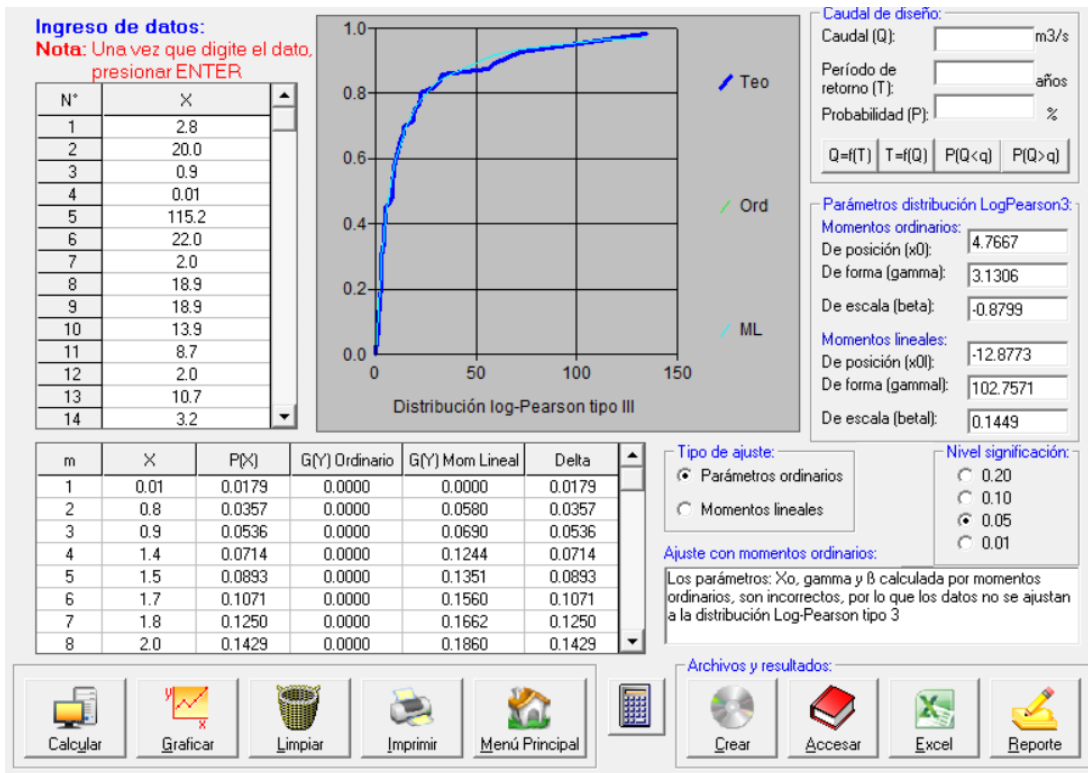 Ingreso de datos:
Nota: Una vez que digite el dato,
presionar ENTER
N° X
1 2.8
2 20.0
3 0.9
4 0.01
5 115.2
6 22.0
7 2.0
8 18.9
9 18.9
10 13.9
11 8.7
12 2.0
13 10.7
14 3.2
1.0
0.8
0.6
0.4
0.2
0.0
0 50 100 150
Distribución log-Pearson tipo III
Teo
Ord
ML
Caudal de diseño:
Caudal (Q): m3/s
Período de
retorno (T): años
Probabilidad (P): %
Q=f(T) T=f(Q) P(Q<q) P(Q>q)
Parámetros distribución LogPearson3:
Momentos ordinarios:
De posición (x0): 4.7667
De forma (gamma): 3.1306
De escala (beta): -0.8799
Momentos lineales:
De posición (x0l): -12.8773
De forma (gammal): 102.7571
De escala (betal): 0.1449
m X P(X) G(Y) Ordinario G(Y) Mom Lineal Delta
1 0.01 0.0179 0.0000 0.0000 0.0179
2 0.8 0.0357 0.0000 0.0580 0.0357
3 0.9 0.0536 0.0000 0.0690 0.0536
4 1.4 0.0714 0.0000 0.1244 0.0714
5 1.5 0.0893 0.0000 0.1351 0.0893
6 1.7 0.1071 0.0000 0.1560 0.1071
7 1.8 0.1250 0.0000 0.1662 0.1250
8 2.0 0.1429 0.0000 0.1860 0.1429
Tipo de ajuste:
Parámetros ordinarios
Momentos lineales
Nivel significación:
0.20
0.10
0.05
0.01
Ajuste con momentos ordinarios:
Los parámetros: Xo, gamma y ß calculada por momentos
ordinarios, son incorrectos, por lo que los datos no se ajustan
a la distribución Log-Pearson tipo 3
Calcular Graficar Limpiar Imprimir Menú Principal
Archivos y resultados:
Crear Accesar Excel Reporte